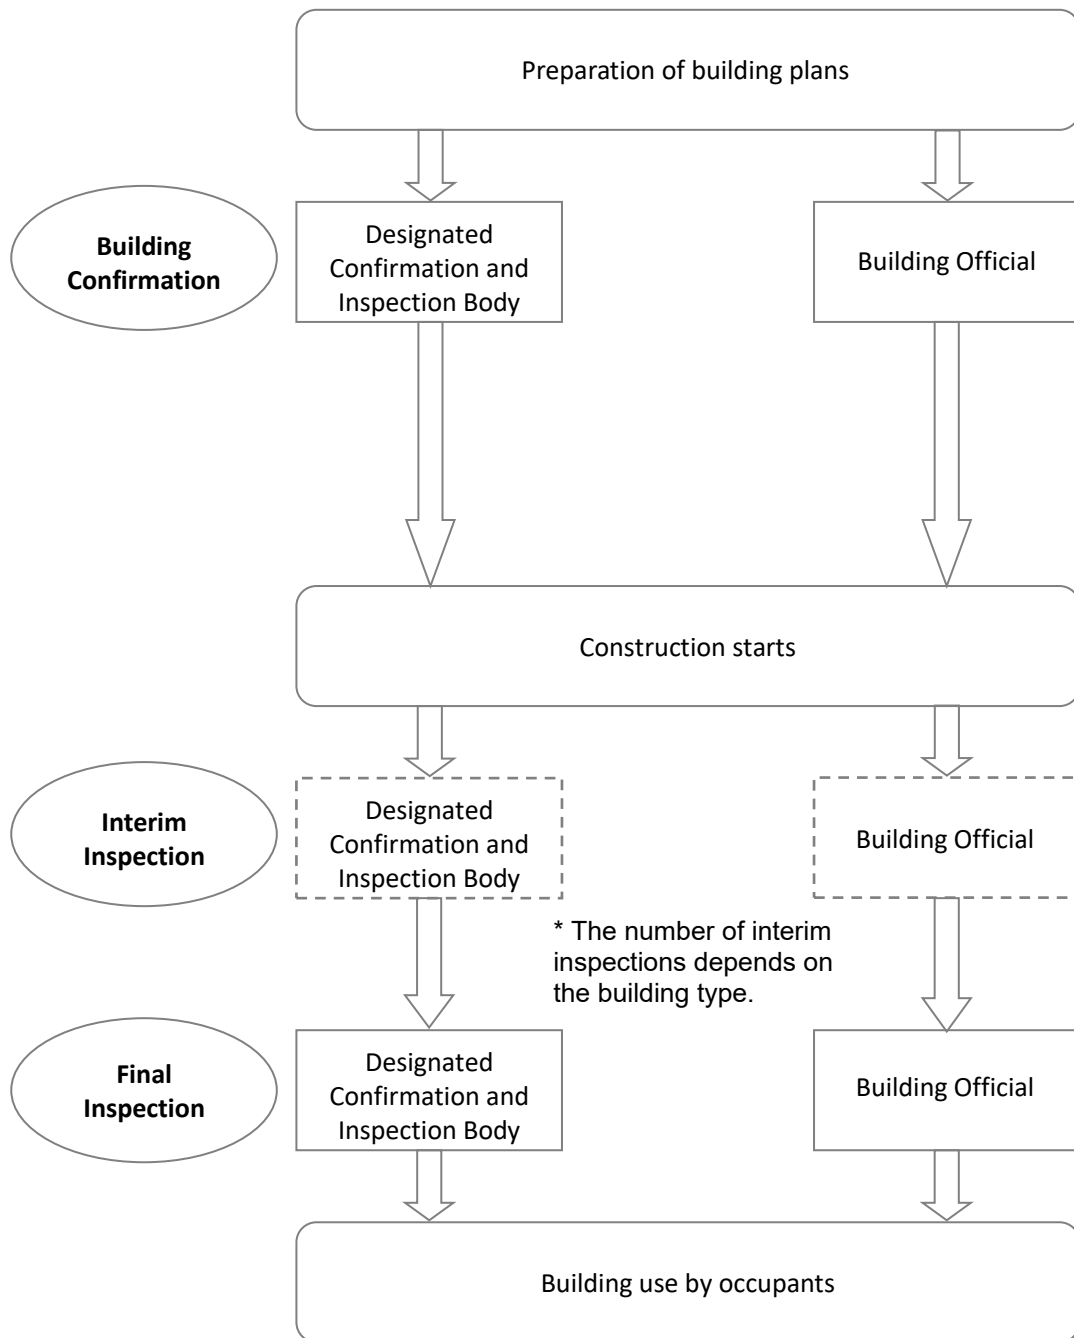 Preparation of building plans
Building
Confirmation
Designated
Confirmation and
Inspection Body
Building Official
Construction starts
Interim
Inspection
Designated
Confirmation and
Inspection Body
Building Official
* The number of interim
inspections depends on
the building type.
Final
Inspection
Designated
Confirmation and
Inspection Body
Building Official
Building use by occupants